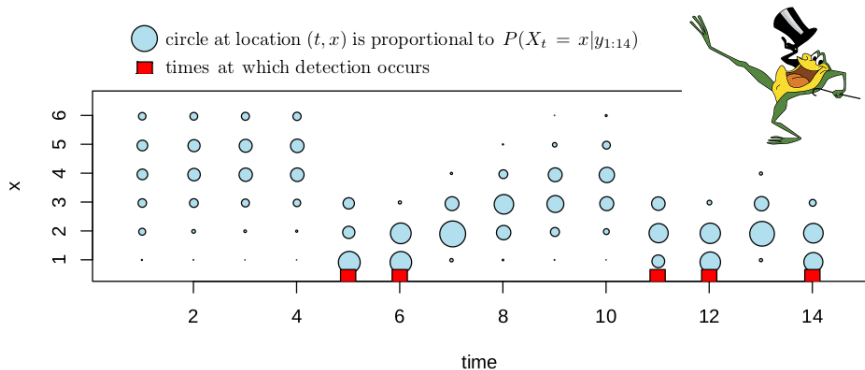 circle at location (t, x) is proportional to P(X_t = x|y_{1:14})
times at which detection occurs
6
5
4
3
2
1
x
2 4 6 8 10 12 14
time